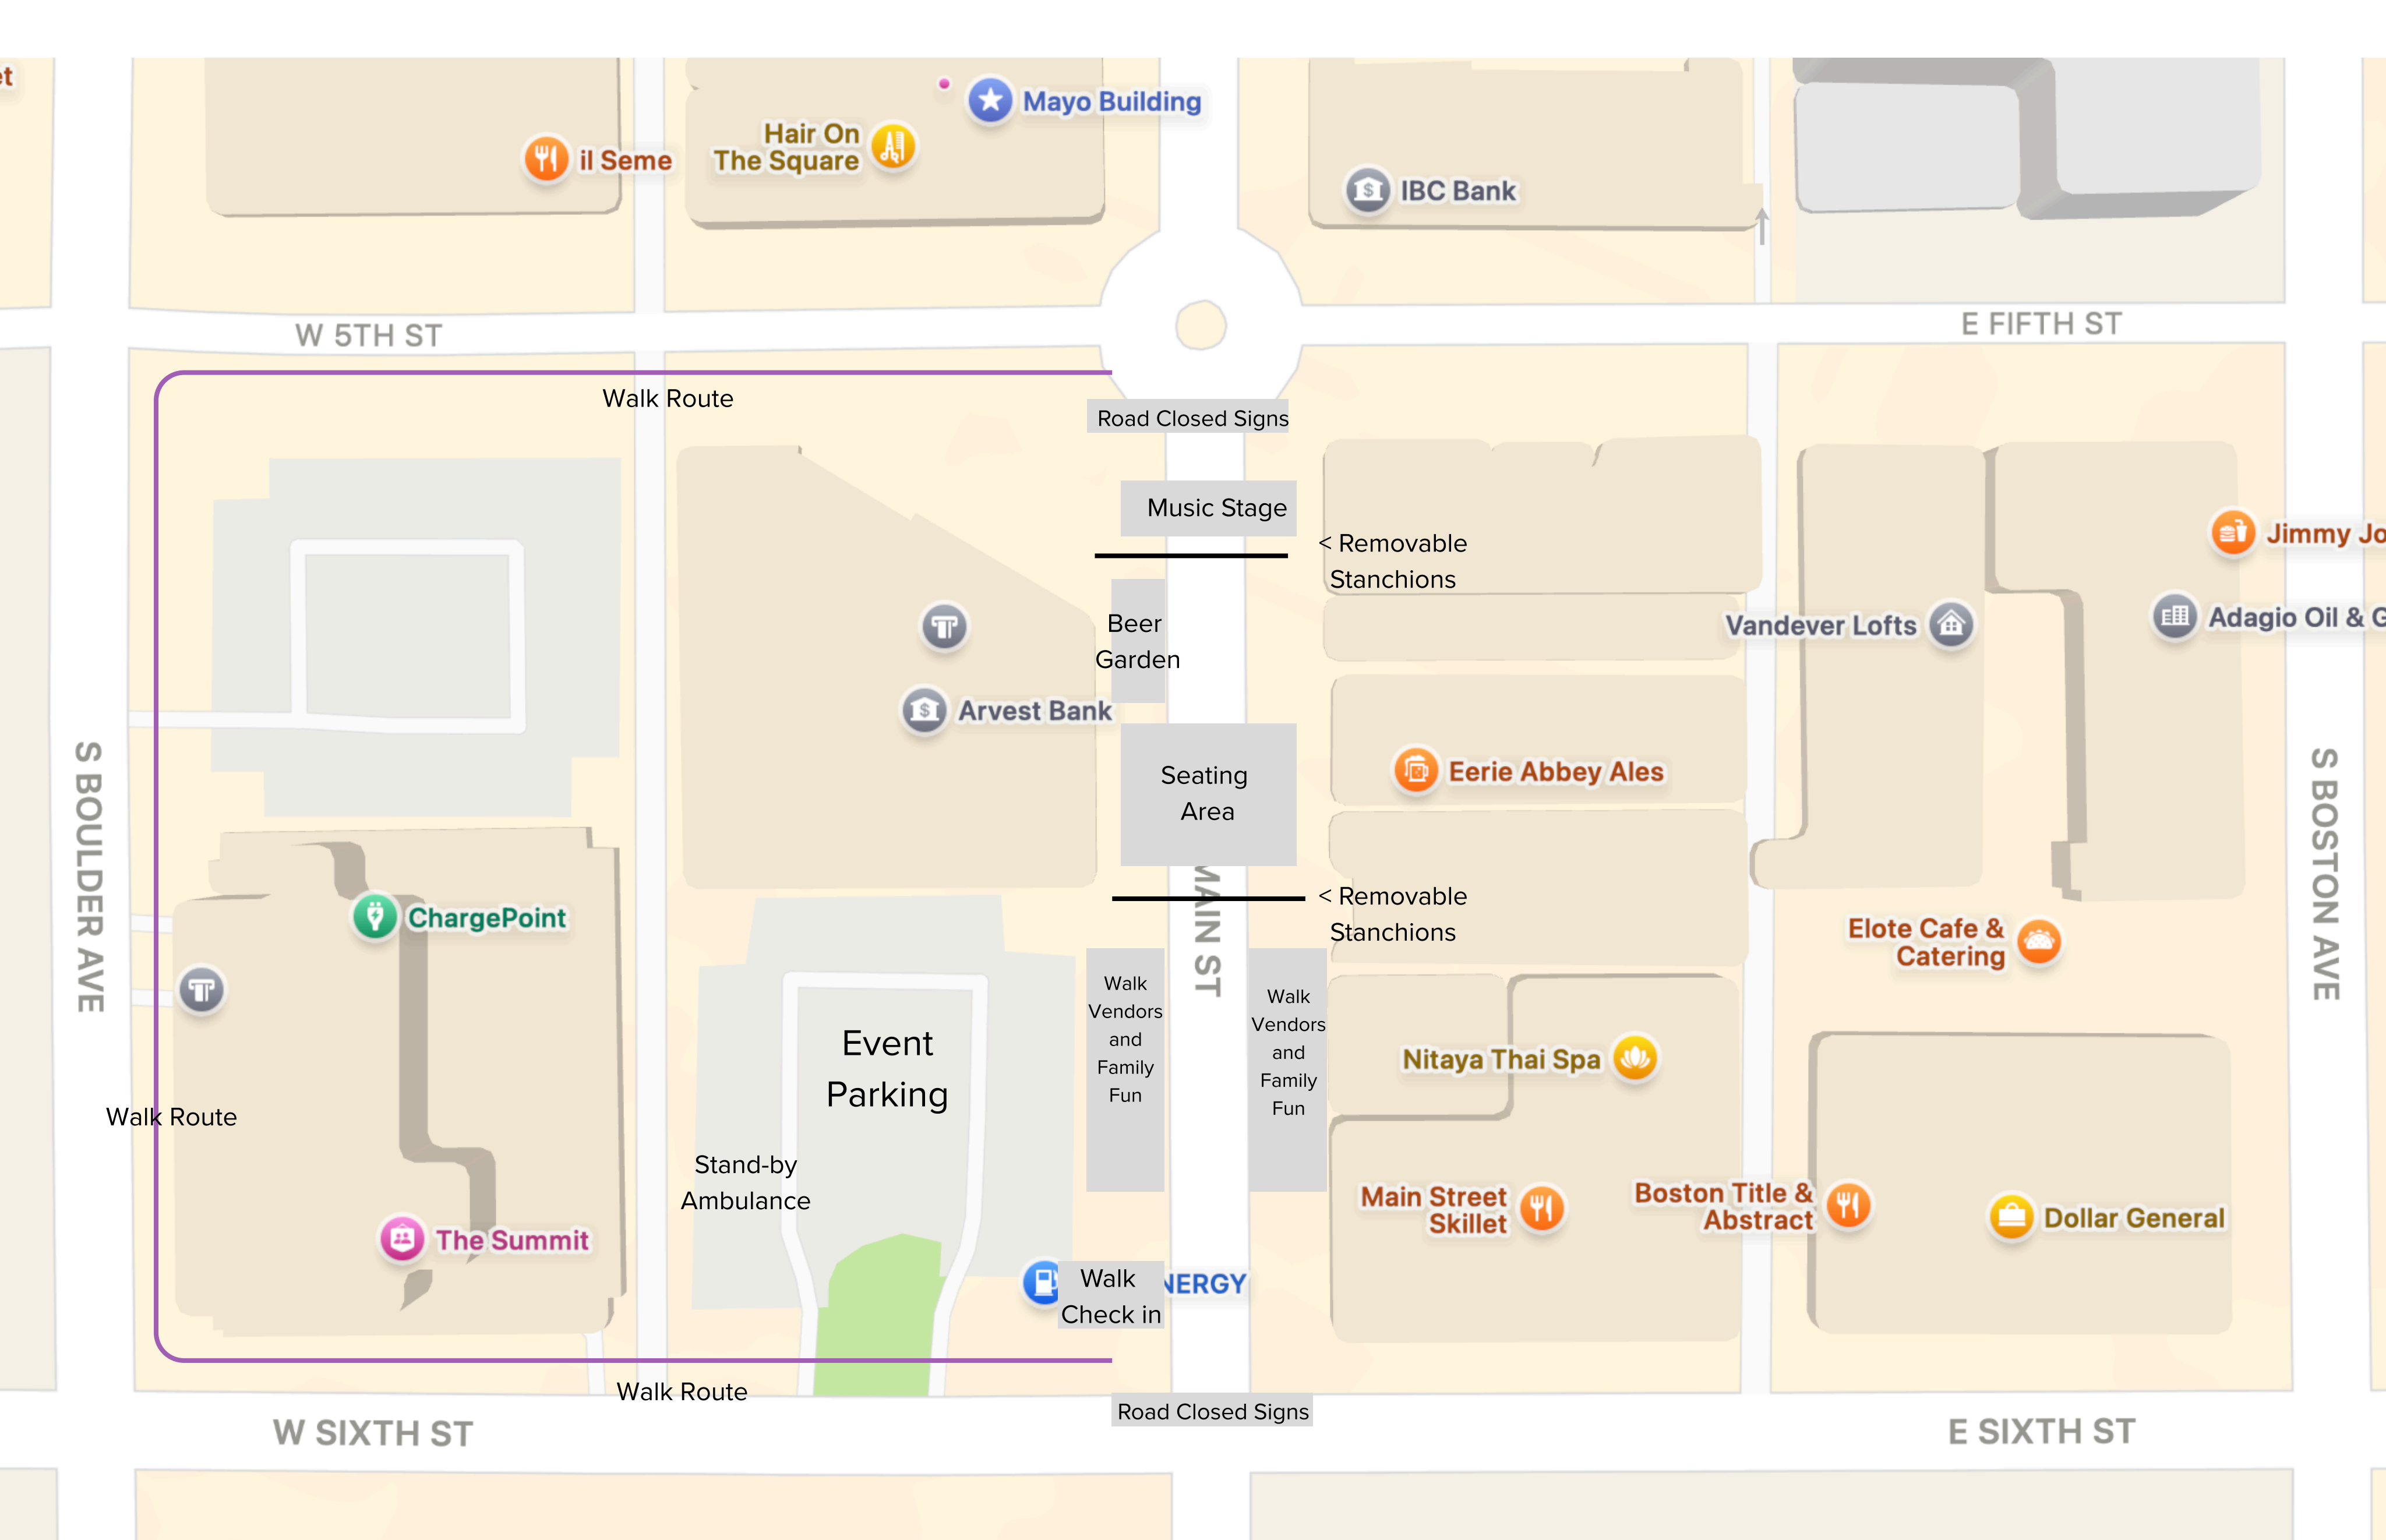 et
Mayo Building
Hair On
The Square
il Seme
IBC Bank
W 5TH ST
E FIFTH ST
Walk Route
Road Closed Signs
Music Stage
< Removable
Stanchions
Jimmy Jo
Beer
Garden
Vandever Lofts
Adagio Oil & G
Arvest Bank
Seating
Area
Eerie Abbey Ales
S BOULDER AVE
MAIN ST
S BOSTON AVE
< Removable
Stanchions
ChargePoint
Elote Cafe &
Catering
Walk
Vendors
and
Family
Fun
Walk
Vendors
and
Family
Fun
Event
Parking
Nitaya Thai Spa
Walk Route
Stand-by
Ambulance
Main Street
Skillet
Boston Title &
Abstract
Dollar General
The Summit
Walk
Check in
NERGY
Walk Route
Road Closed Signs
W SIXTH ST
E SIXTH ST